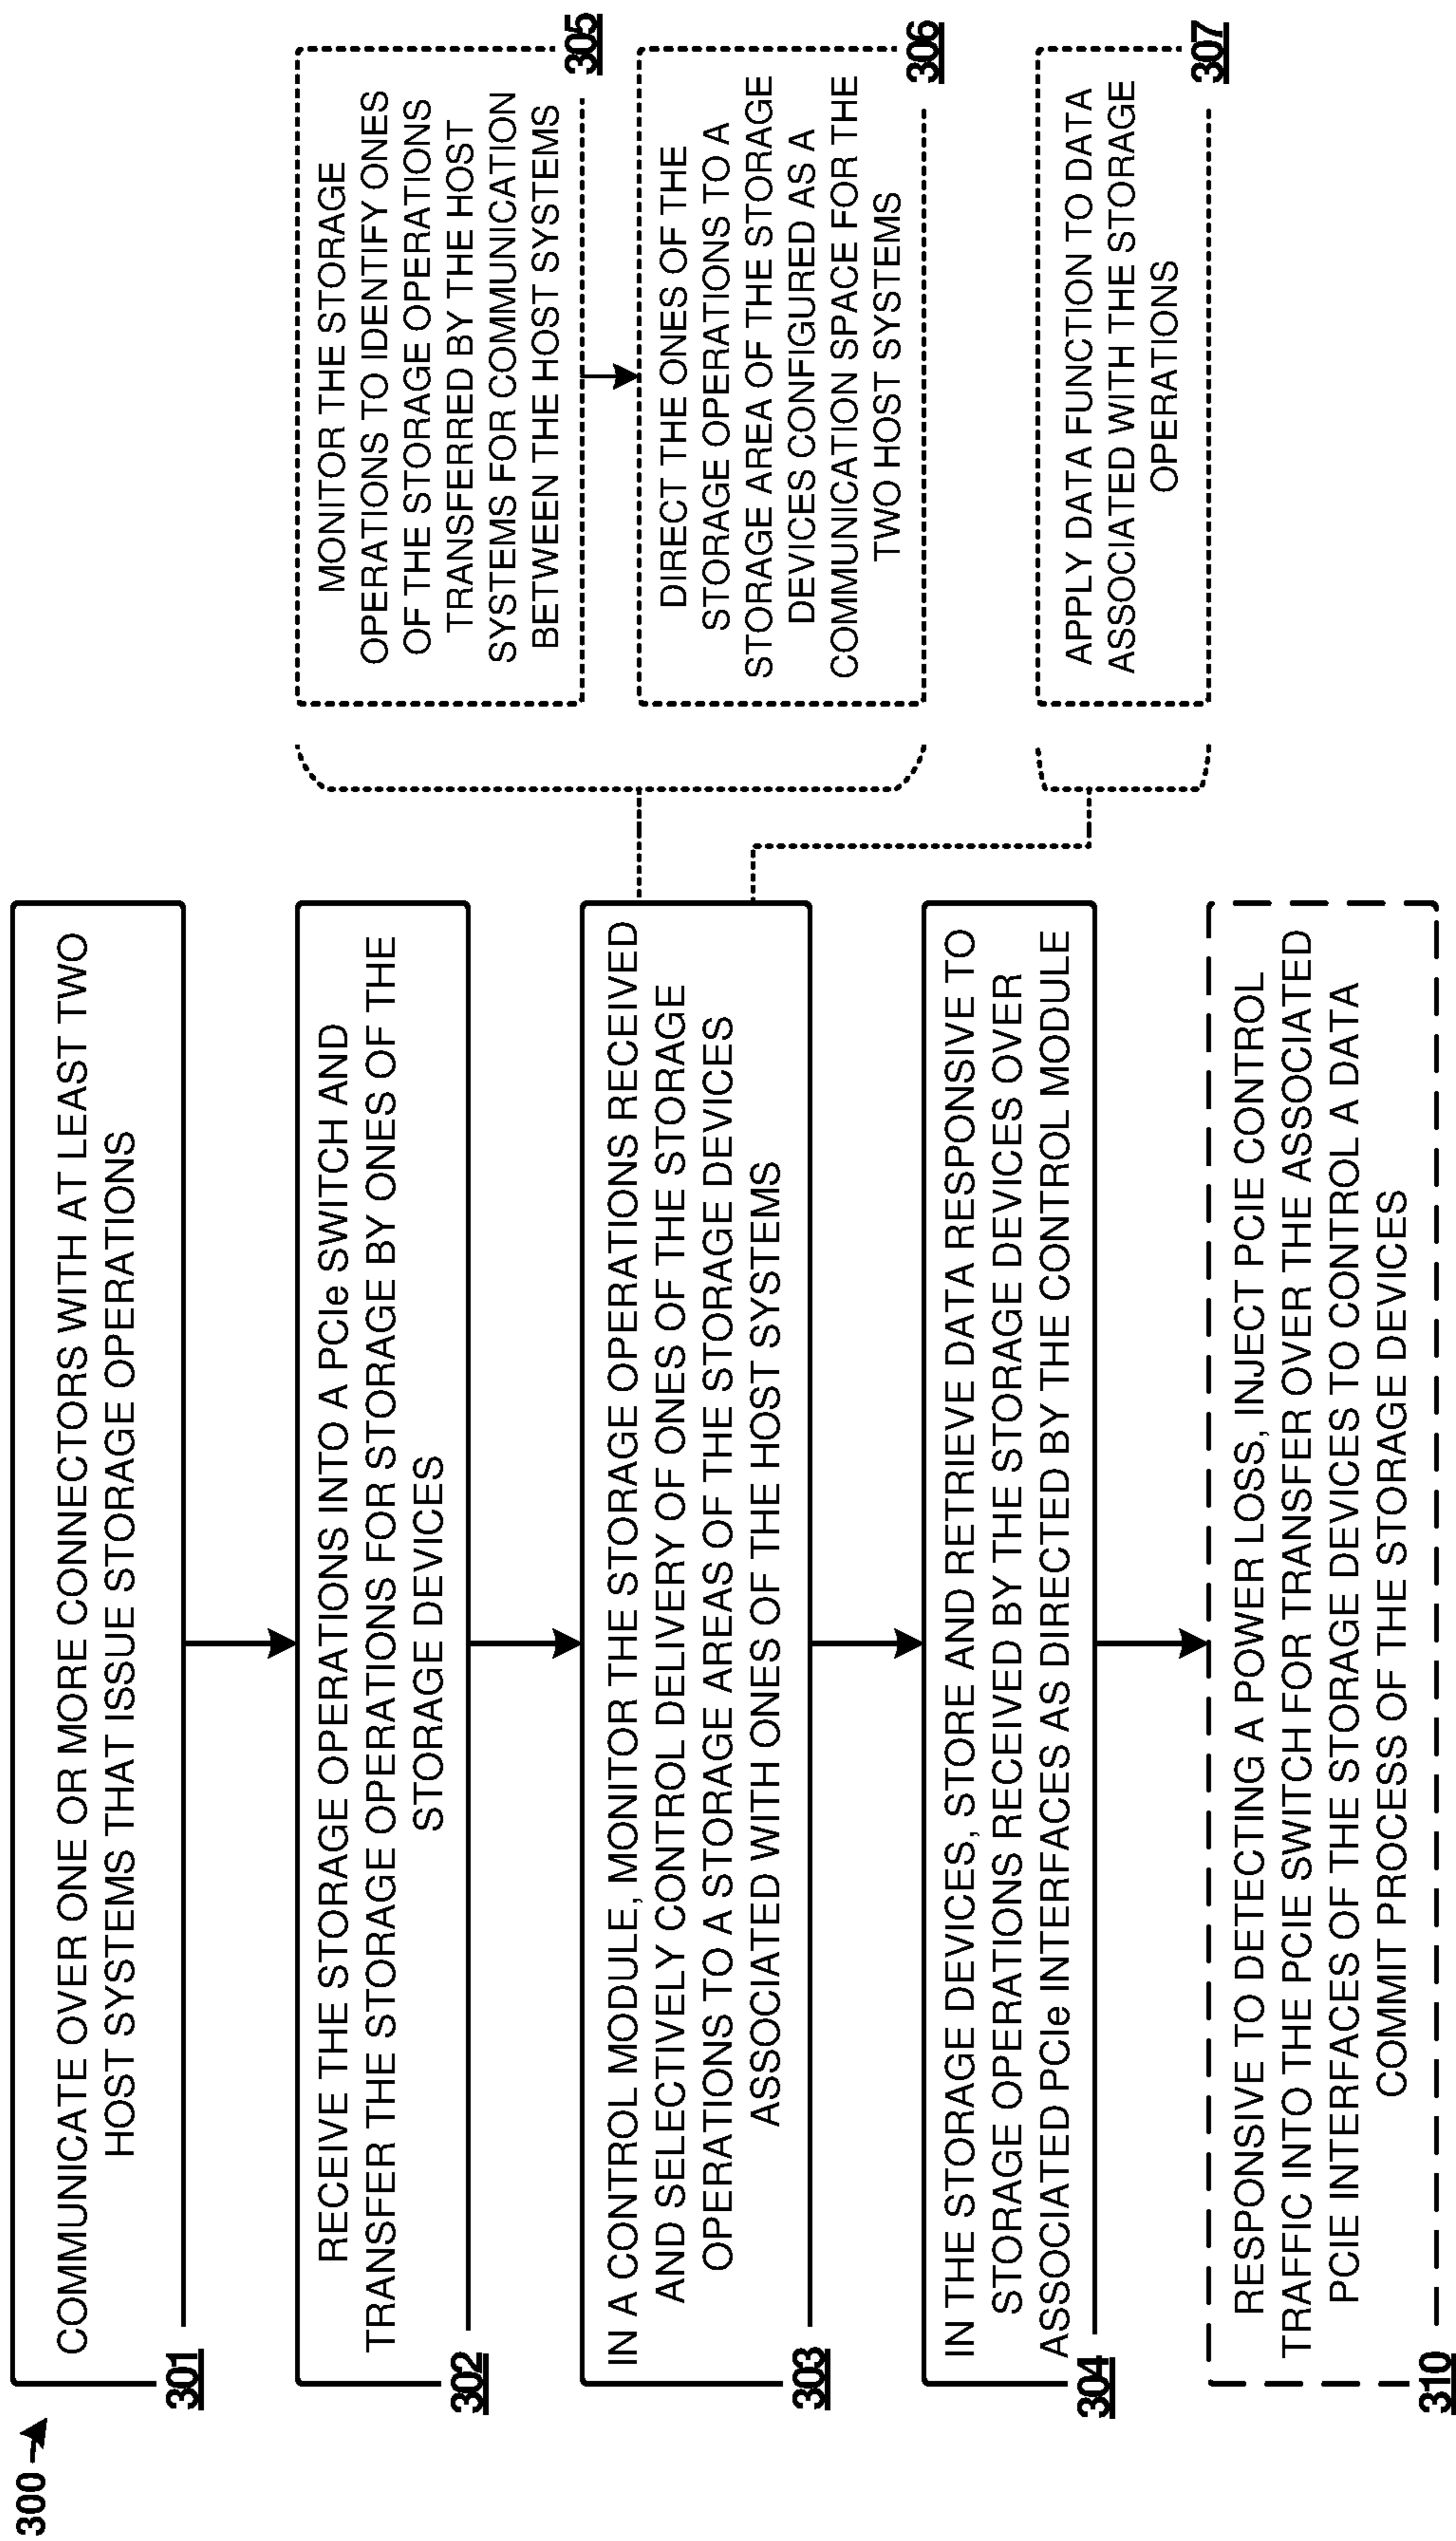 300
COMMUNICATE OVER ONE OR MORE CONNECTORS WITH AT LEAST TWO
HOST SYSTEMS THAT ISSUE STORAGE OPERATIONS
301
RECEIVE THE STORAGE OPERATIONS INTO A PCIe SWITCH AND
TRANSFER THE STORAGE OPERATIONS FOR STORAGE BY ONES OF THE
STORAGE DEVICES
302
IN A CONTROL MODULE, MONITOR THE STORAGE OPERATIONS RECEIVED
AND SELECTIVELY CONTROL DELIVERY OF ONES OF THE STORAGE
OPERATIONS TO A STORAGE AREAS OF THE STORAGE DEVICES
ASSOCIATED WITH ONES OF THE HOST SYSTEMS
303
IN THE STORAGE DEVICES, STORE AND RETRIEVE DATA RESPONSIVE TO
STORAGE OPERATIONS RECEIVED BY THE STORAGE DEVICES OVER
ASSOCIATED PCIe INTERFACES AS DIRECTED BY THE CONTROL MODULE
304
RESPONSIVE TO DETECTING A POWER LOSS, INJECT PCIE CONTROL
TRAFFIC INTO THE PCIE SWITCH FOR TRANSFER OVER THE ASSOCIATED
PCIE INTERFACES OF THE STORAGE DEVICES TO CONTROL A DATA
COMMIT PROCESS OF THE STORAGE DEVICES
310
MONITOR THE STORAGE
OPERATIONS TO IDENTIFY ONES
OF THE STORAGE OPERATIONS
TRANSFERRED BY THE HOST
SYSTEMS FOR COMMUNICATION
BETWEEN THE HOST SYSTEMS
305
DIRECT THE ONES OF THE
STORAGE OPERATIONS TO A
STORAGE AREA OF THE STORAGE
DEVICES CONFIGURED AS A
COMMUNICATION SPACE FOR THE
TWO HOST SYSTEMS
306
APPLY DATA FUNCTION TO DATA
ASSOCIATED WITH THE STORAGE
OPERATIONS
307